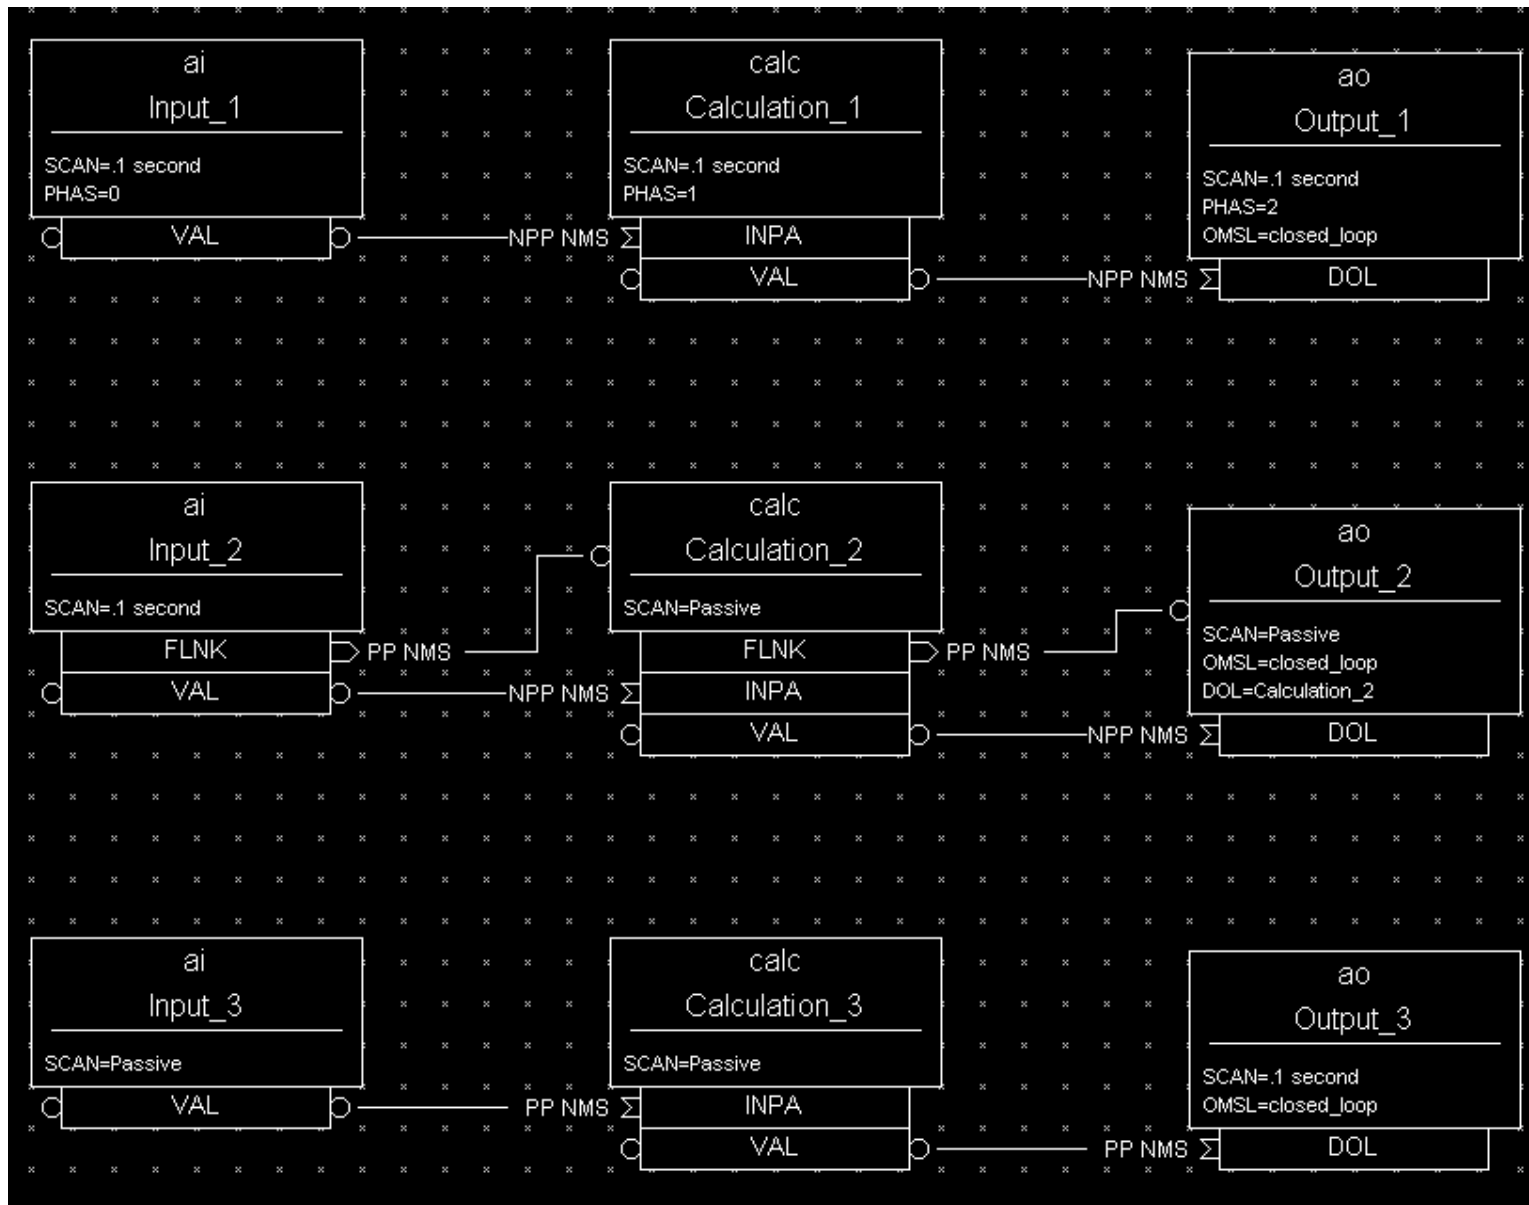 ai
Input_1
SCAN=.1 second
PHAS=0
VAL
calc
Calculation_1
SCAN=.1 second
PHAS=1
NPP NMS
INPA
VAL
ao
Output_1
SCAN=.1 second
PHAS=2
OMSL=closed_loop
NPP NMS
DOL
ai
Input_2
SCAN=.1 second
FLNK
PP NMS
VAL
calc
Calculation_2
SCAN=Passive
FLNK
PP NMS
NPP NMS
INPA
VAL
ao
Output_2
SCAN=Passive
OMSL=closed_loop
DOL=Calculation_2
NPP NMS
DOL
ai
Input_3
SCAN=Passive
VAL
calc
Calculation_3
SCAN=Passive
PP NMS
INPA
VAL
ao
Output_3
SCAN=.1 second
OMSL=closed_loop
PP NMS
DOL